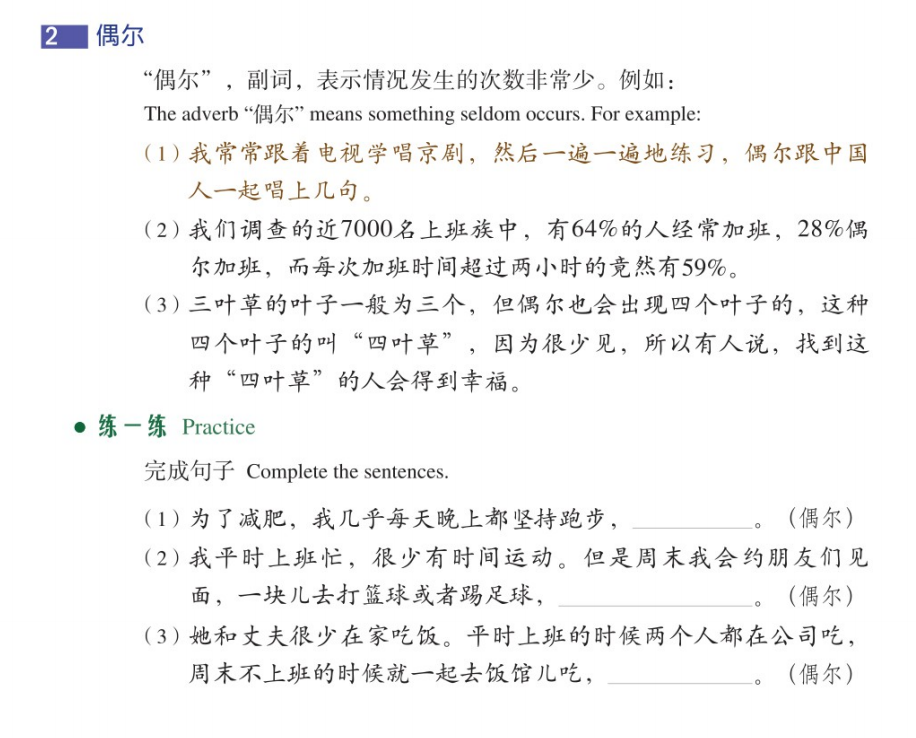 2 偶尔
“偶尔”，副词，表示情况发生的次数非常少。例如：
The adverb “偶尔” means something seldom occurs. For example:
（1）我常常跟着电视学唱京剧，然后一遍一遍地练习，偶尔跟中国
人一起唱上几句。
（2）我们调查的近7000名上班族中，有64%的人经常加班，28%偶
尔加班，而每次加班时间超过两小时的竟然有59%。
（3）三叶草的叶子一般为三个，但偶尔也会出现四个叶子的，这种
四个叶子的叫“四叶草”，因为很少见，所以有人说，找到这
种“四叶草”的人会得到幸福。
● 练一练 Practice
完成句子 Complete the sentences.
（1）为了减肥，我几乎每天晚上都坚持跑步，__________。（偶尔）
（2）我平时上班忙，很少有时间运动。但是周末我会约朋友们见
面，一块儿去打篮球或者踢足球，________________。（偶尔）
（3）她和丈夫很少在家吃饭。平时上班的时候两个人都在公司吃，
周末不上班的时候就一起去饭馆儿吃，____________。（偶尔）